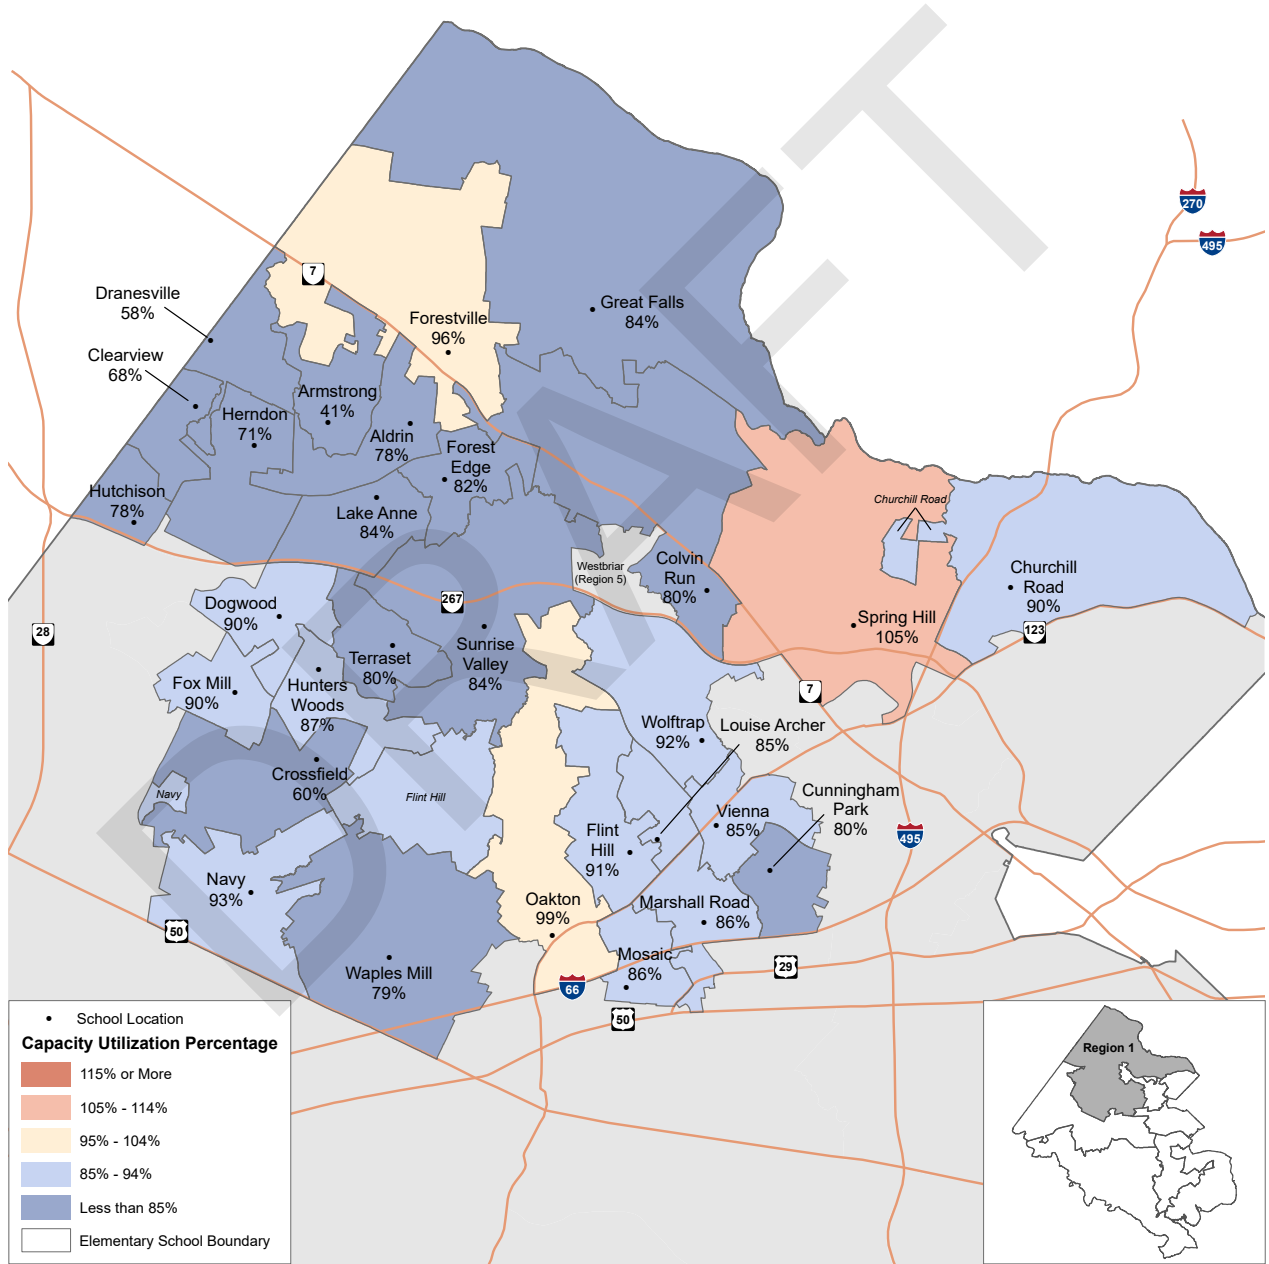 DRAFT
270
495
7
Dranesville
58%
Great Falls
84%
Forestville
96%
Clearview
68%
Armstrong
41%
Herndon
71%
Aldrin
78%
Forest
Edge
82%
Hutchison
78%
Lake Anne
84%
Churchill Road
Westbriar
(Region 5)
Colvin
Run
80%
Churchill
Road
90%
Dogwood
90%
267
28
Spring Hill
105%
123
Terraset
80%
Sunrise
Valley
84%
Fox Mill
90%
Hunters
Woods
87%
7
Wolftrap
92%
Louise Archer
85%
Crossfield
60%
Navy
Flint Hill
Cunningham
Park
80%
Vienna
85%
Flint
Hill
91%
495
Navy
93%
Oakton
99%
Marshall Road
86%
50
Mosaic
86%
29
Waples Mill
79%
66
50
School Location
Capacity Utilization Percentage
115% or More
105% - 114%
95% - 104%
85% - 94%
Less than 85%
Elementary School Boundary
Region 1